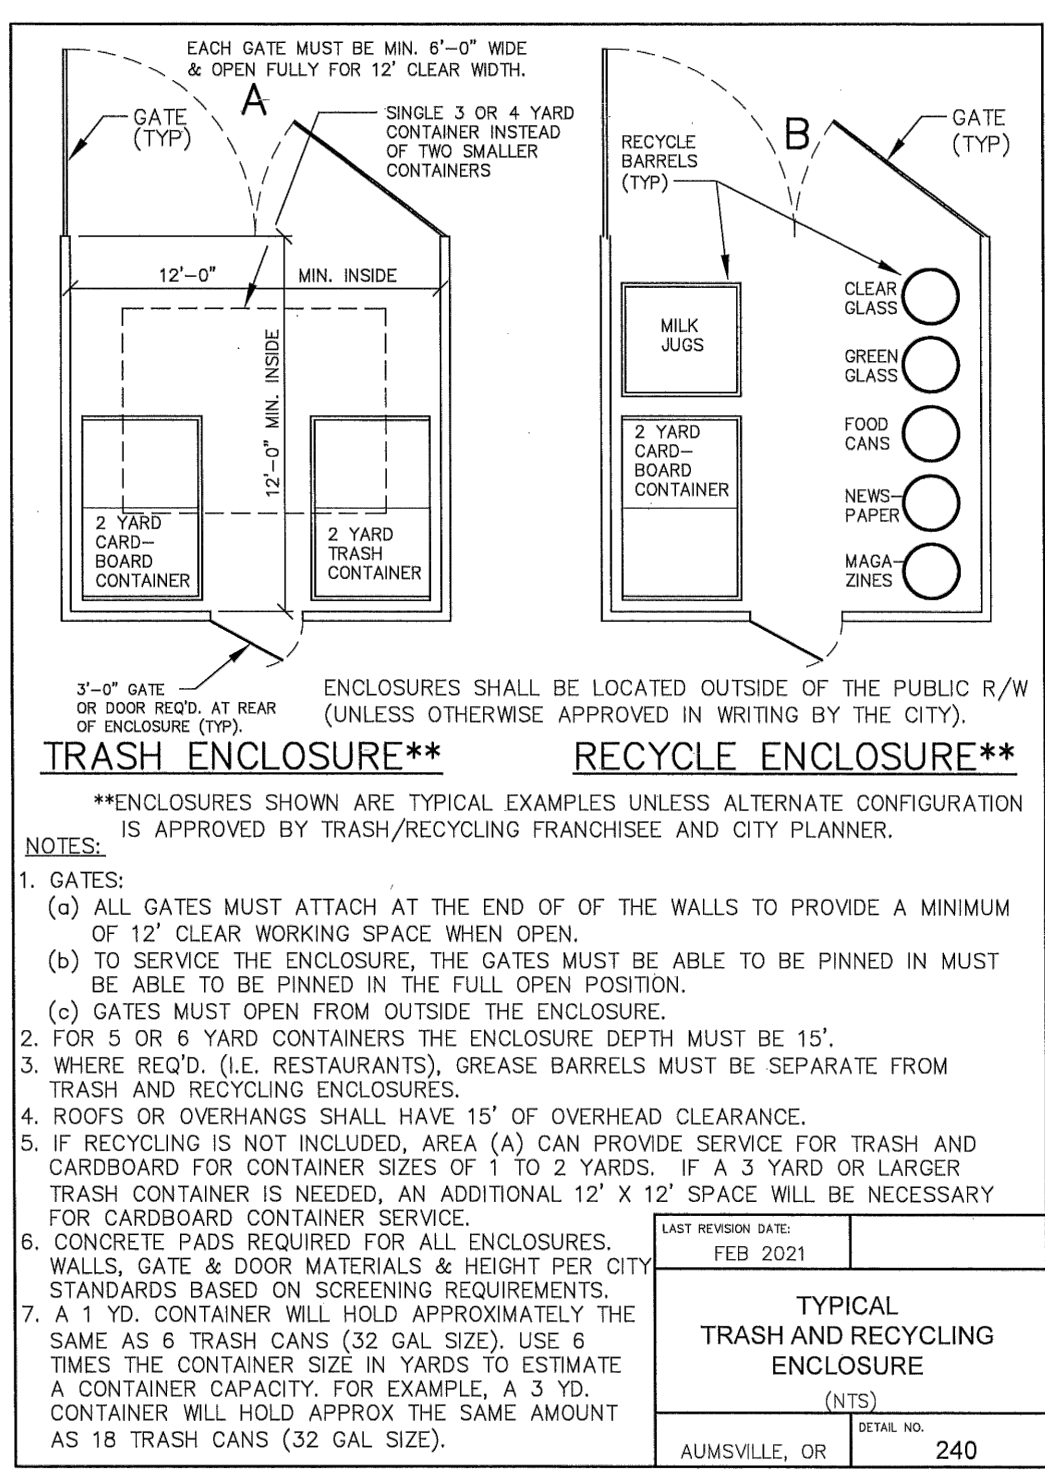 EACH GATE MUST BE MIN. 6'-0" WIDE
& OPEN FULLY FOR 12' CLEAR WIDTH.
A
GATE
(TYP)
SINGLE 3 OR 4 YARD
CONTAINER INSTEAD
OF TWO SMALLER
CONTAINERS
12'-0" MIN. INSIDE
12'-0" MIN. INSIDE
2 YARD
CARD-
BOARD
CONTAINER
2 YARD
TRASH
CONTAINER
3'-0" GATE
OR DOOR REQ'D. AT REAR
OF ENCLOSURE (TYP).
B
RECYCLE
BARRELS
(TYP)
GATE
(TYP)
MILK
JUGS
2 YARD
CARD-
BOARD
CONTAINER
CLEAR
GLASS
GREEN
GLASS
FOOD
CANS
NEWS-
PAPER
MAGA-
ZINES
ENCLOSURES SHALL BE LOCATED OUTSIDE OF THE PUBLIC R/W
(UNLESS OTHERWISE APPROVED IN WRITING BY THE CITY).
TRASH ENCLOSURE**
RECYCLE ENCLOSURE**
**ENCLOSURES SHOWN ARE TYPICAL EXAMPLES UNLESS ALTERNATE CONFIGURATION
IS APPROVED BY TRASH/RECYCLING FRANCHISEE AND CITY PLANNER.
NOTES:
1. GATES:
(a) ALL GATES MUST ATTACH AT THE END OF OF THE WALLS TO PROVIDE A MINIMUM
OF 12' CLEAR WORKING SPACE WHEN OPEN.
(b) TO SERVICE THE ENCLOSURE, THE GATES MUST BE ABLE TO BE PINNED IN MUST
BE ABLE TO BE PINNED IN THE FULL OPEN POSITION.
(c) GATES MUST OPEN FROM OUTSIDE THE ENCLOSURE.
2. FOR 5 OR 6 YARD CONTAINERS THE ENCLOSURE DEPTH MUST BE 15'.
3. WHERE REQ'D. (I.E. RESTAURANTS), GREASE BARRELS MUST BE SEPARATE FROM
TRASH AND RECYCLING ENCLOSURES.
4. ROOFS OR OVERHANGS SHALL HAVE 15' OF OVERHEAD CLEARANCE.
5. IF RECYCLING IS NOT INCLUDED, AREA (A) CAN PROVIDE SERVICE FOR TRASH AND
CARDBOARD FOR CONTAINER SIZES OF 1 TO 2 YARDS. IF A 3 YARD OR LARGER
TRASH CONTAINER IS NEEDED, AN ADDITIONAL 12' X 12' SPACE WILL BE NECESSARY
FOR CARDBOARD CONTAINER SERVICE.
6. CONCRETE PADS REQUIRED FOR ALL ENCLOSURES.
WALLS, GATE & DOOR MATERIALS & HEIGHT PER CITY
STANDARDS BASED ON SCREENING REQUIREMENTS.
7. A 1 YD. CONTAINER WILL HOLD APPROXIMATELY THE
SAME AS 6 TRASH CANS (32 GAL SIZE). USE 6
TIMES THE CONTAINER SIZE IN YARDS TO ESTIMATE
A CONTAINER CAPACITY. FOR EXAMPLE, A 3 YD.
CONTAINER WILL HOLD APPROX THE SAME AMOUNT
AS 18 TRASH CANS (32 GAL SIZE).
LAST REVISION DATE:
FEB 2021
TYPICAL
TRASH AND RECYCLING
ENCLOSURE
(NTS)
AUMSVILLE, OR
DETAIL NO.
240